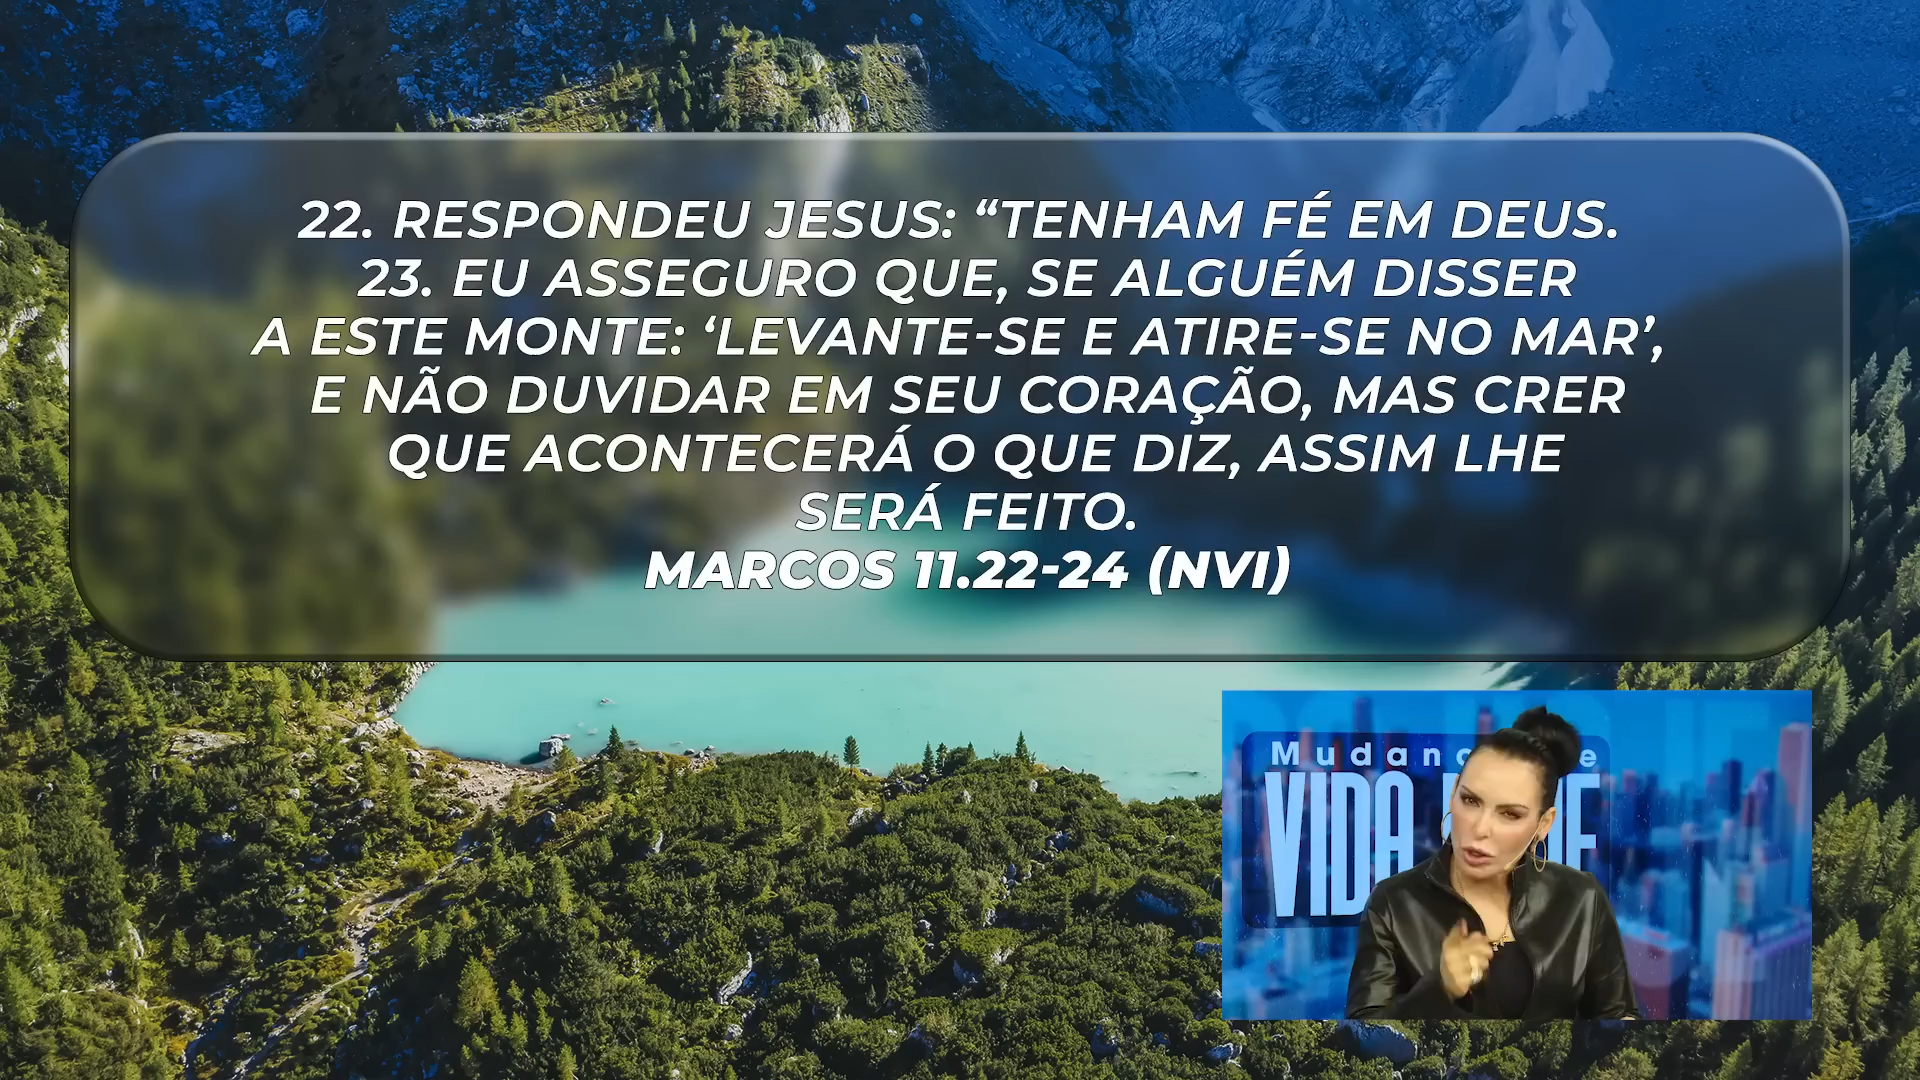 22. RESPONDEU JESUS: “TENHAM FÉ EM DEUS.
23. EU ASSEGURO QUE, SE ALGUÉM DISSER
A ESTE MONTE: ‘LEVANTE-SE E ATIRE-SE NO MAR’,
E NÃO DUVIDAR EM SEU CORAÇÃO, MAS CRER
QUE ACONTECERÁ O QUE DIZ, ASSIM LHE
SERÁ FEITO.
MARCOS 11.22-24 (NVI)
VIDA